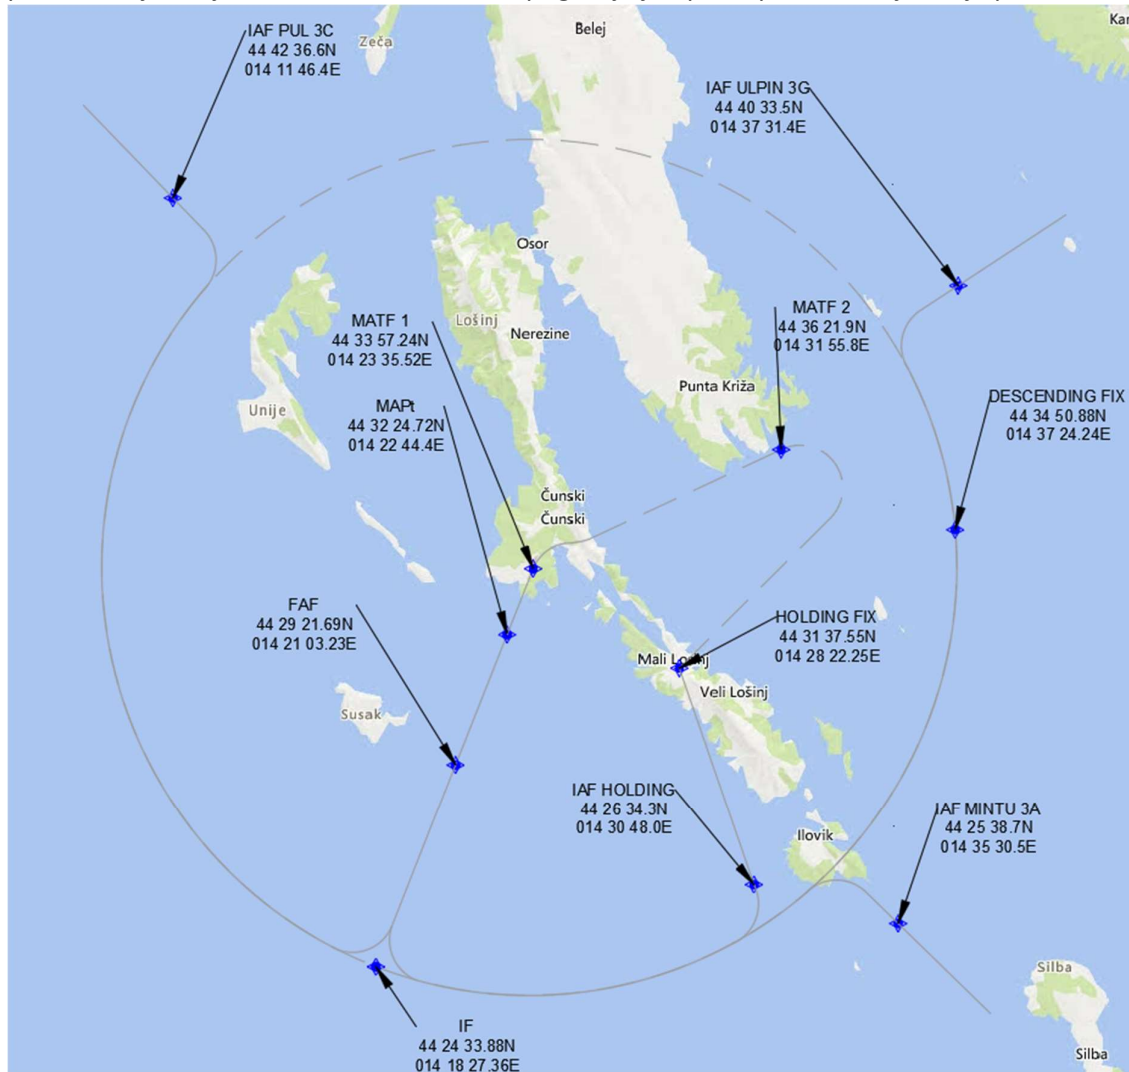 IAF PUL 3C
44 42 36.6N
014 11 46.4E
Zeča
Belej
IAF ULPIN 3G
44 40 33.5N
014 37 31.4E
Osor
MATF 1
44 33 57.24N
014 23 35.52E
Lošinj
Nerezine
MATF 2
44 36 21.9N
014 31 55.8E
Punta Križa
Unije
MAPt
44 32 24.72N
014 22 44.4E
DESCENDING FIX
44 34 50.88N
014 37 24.24E
Čunski
Čunski
FAF
44 29 21.69N
014 21 03.23E
HOLDING FIX
44 31 37.55N
014 28 22.25E
Mali Lošinj
Veli Lošinj
Susak
IAF HOLDING
44 26 34.3N
014 30 48.0E
IAF MINTU 3A
44 25 38.7N
014 35 30.5E
Ilovik
Silba
IF
44 24 33.88N
014 18 27.36E
Silba